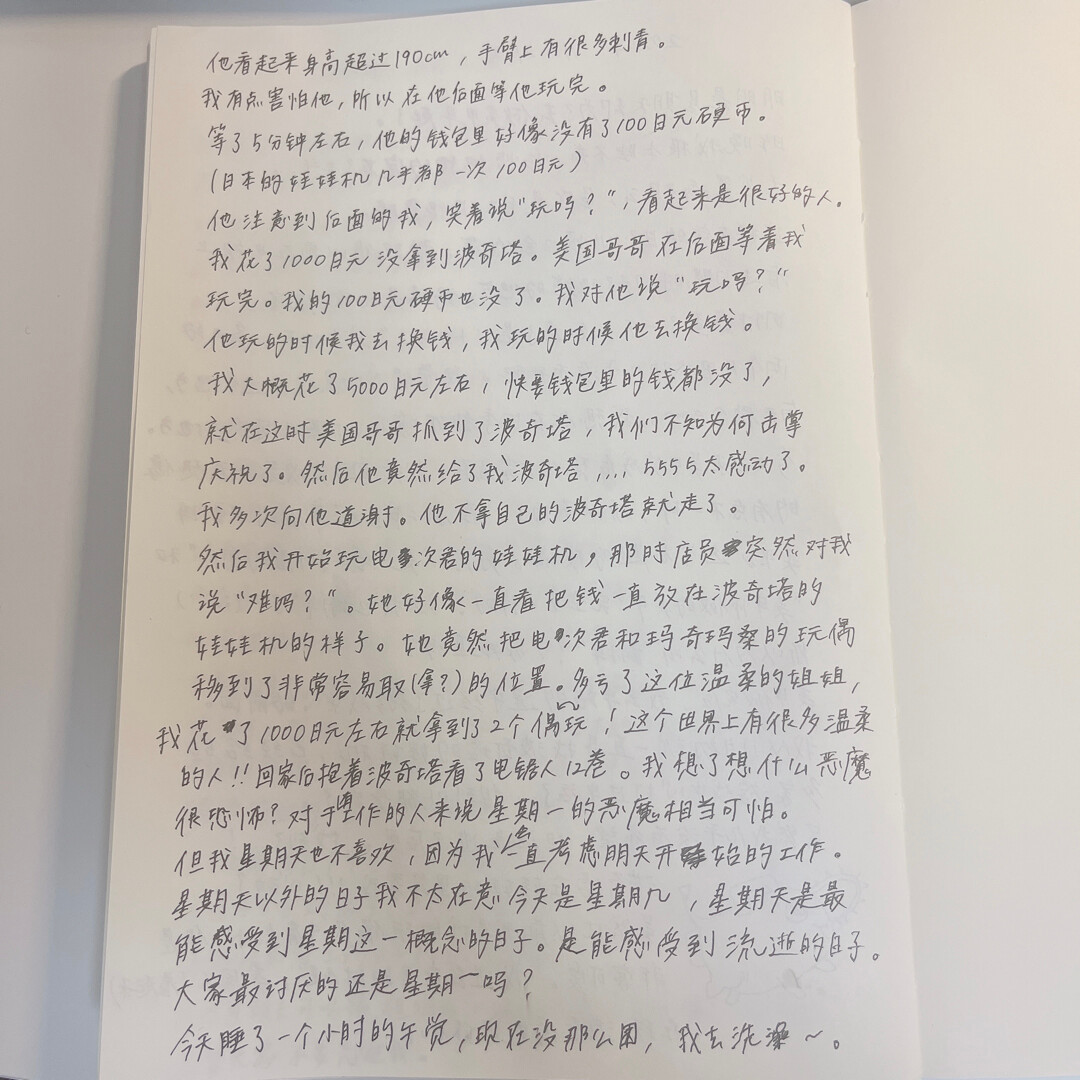 他看起来身高超过190cm，手臂上有很多刺青。
我有点害怕他，所以在他后面等他玩完。
等了5分钟左右，他的钱包里好像没有了100日元硬币。
（日本的娃娃机几乎都一次100日元）
他注意到后面的我，笑着说“玩吗？”，看起来是很好的人。
我花了1000日元没拿到波奇塔。美国哥哥在后面等着我
玩完。我的100日元硬币也没了。我对他说“玩吗？”
他玩的时候我去换钱，我玩的时候他去换钱。
我大概花了5000日元左右，快要钱包里的钱都没了，
就在这时美国哥哥抓到了波奇塔，我们不知为何击掌
庆祝了。然后他竟然给了我波奇塔....5555太感动了。
我多次向他道谢。他不拿自己的波奇塔就走了。
然后我开始玩电次君的娃娃机，那时店员突然对我
说“难吗？”。她好像一直看把钱一直放在波奇塔的
娃娃机的样子。她竟然把电次君和玛奇玛桑的玩偶
移到了非常容易取(拿?)的位置。多亏了这位温柔的姐姐，
我花了1000日元左右就拿到了2个偶玩！这个世界上有很多温柔
的人!!回家后抱着波奇塔看了电锯人12卷。我想了想什么恶魔
很恐怖？对于工作的人来说星期一的恶魔相当可怕。
但我星期天也不喜欢，因为我会一直考虑明天开始的工作。
星期天以外的日子我不太在意今天是星期几，星期天是最
能感受到星期这一概念的日子。是能感受到流逝的日子。
大家最讨厌的还是星期一吗？
今天睡了一个小时的午觉，现在没那么困，我去洗澡～。